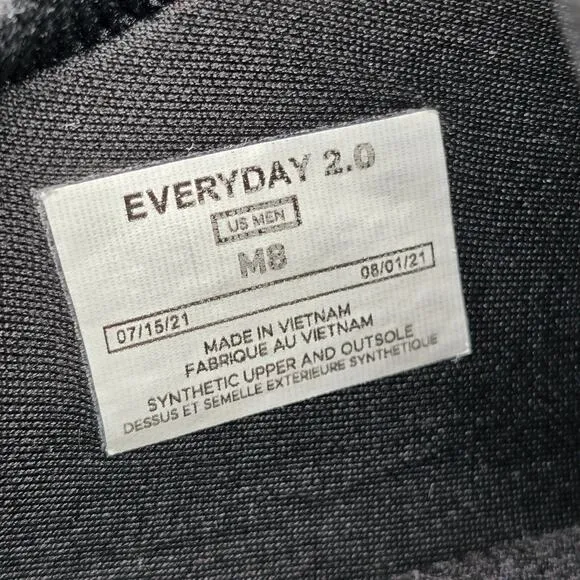 EVERYDAY 2.0
US MEN
M8
07/15/21 08/01/21
MADE IN VIETNAM
FABRIQUE AU VIETNAM
SYNTHETIC UPPER AND OUTSOLE
DESSUS ET SEMELLE EXTERIEURE SYNTHETIQUE